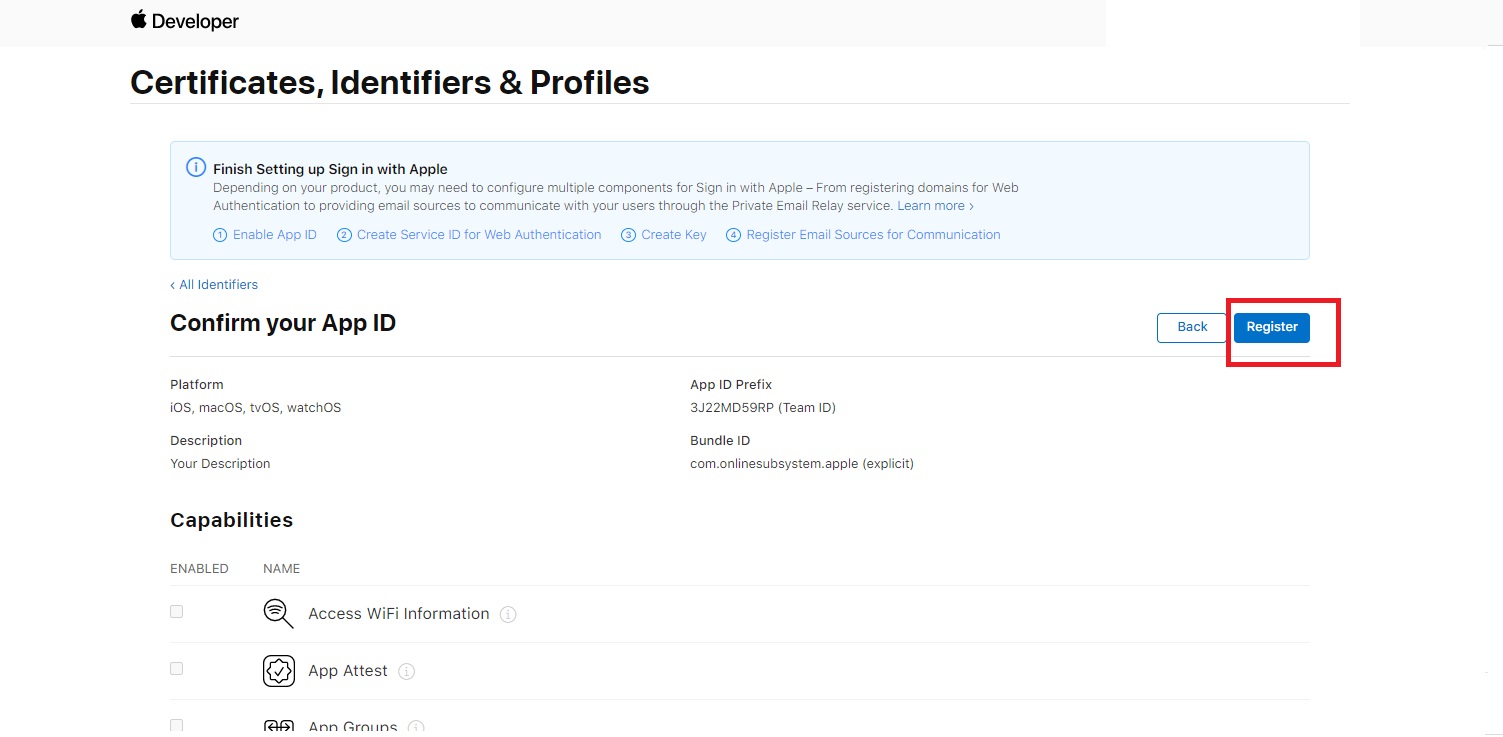 Developer
Certificates, Identifiers & Profiles
Finish Setting up Sign in with Apple
Depending on your product, you may need to configure multiple components for Sign in with Apple – From registering domains for Web
Authentication to providing email sources to communicate with your users through the Private Email Relay service. Learn more ›
1 Enable App ID 2 Create Service ID for Web Authentication 3 Create Key 4 Register Email Sources for Communication
‹ All Identifiers
Confirm your App ID
Back
Register
Platform
iOS, macOS, tvOS, watchOS
App ID Prefix
3J22MD59RP (Team ID)
Description
Your Description
Bundle ID
com.onlinesubsystem.apple (explicit)
Capabilities
ENABLED NAME
Access WiFi Information
App Attest
App Groups